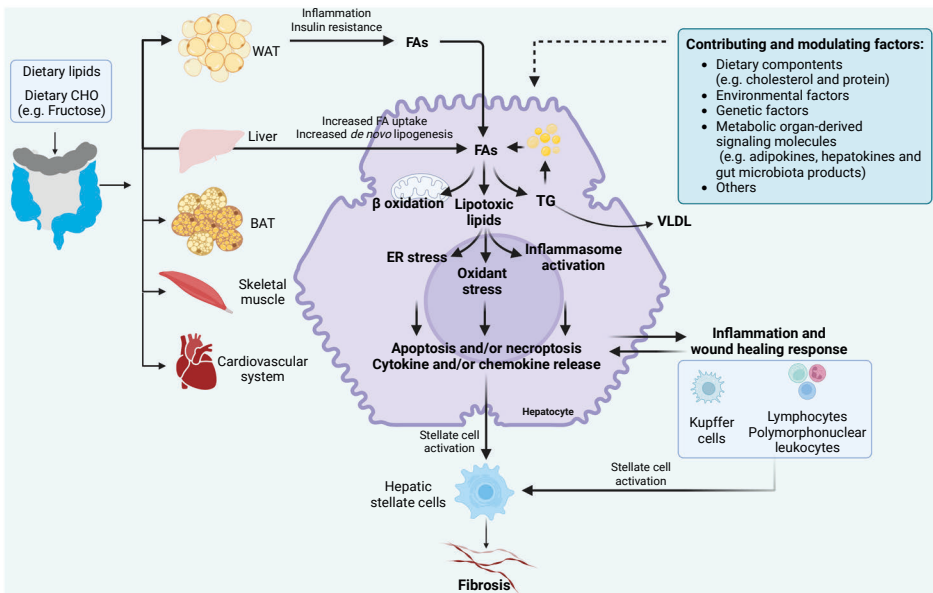 Dietary lipids
Dietary CHO
(e.g. Fructose)
WAT
Inflammation
Insulin resistance
FAs
Liver
Increased FA uptake
Increased de novo lipogenesis
BAT
Skeletal
muscle
Cardiovascular
system
FAs
β oxidation
Lipotoxic
lipids
TG
VLDL
ER stress
Oxidant
stress
Inflammasome
activation
Apoptosis and/or necroptosis
Cytokine and/or chemokine release
Hepatocyte
Contributing and modulating factors:
• Dietary compontents
(e.g. cholesterol and protein)
• Environmental factors
• Genetic factors
• Metabolic organ-derived
signaling molecules
(e.g. adipokines, hepatokines and
gut microbiota products)
• Others
Inflammation and
wound healing response
Kupffer
cells
Lymphocytes
Polymorphonuclear
leukocytes
Stellate cell
activation
Stellate cell
activation
Hepatic
stellate cells
Fibrosis